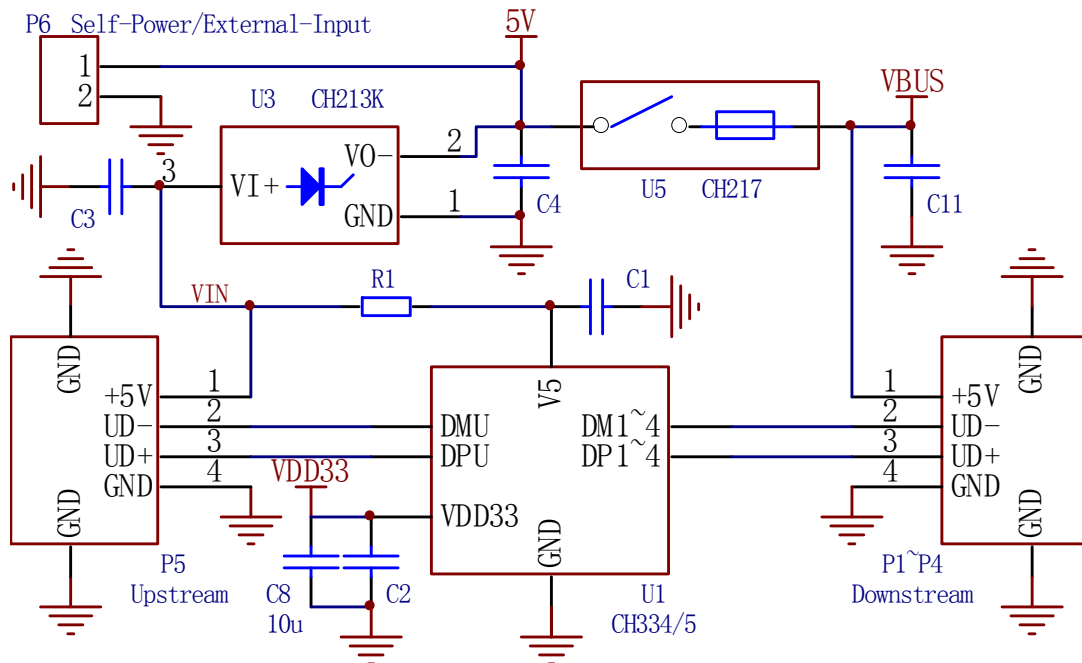 P6 Self-Power/External-Input
5V
1
2
U3 CH213K
VBUS
2
VO-
3
VI+
1
GND
C3
C4
U5 CH217
C11
VIN
R1
C1
GND
V5
GND
1
+5V
1
+5V
2
UD-
DMU
DM1~4
2
UD-
3
UD+
DPU
DP1~4
3
UD+
4
GND
VDD33
4
GND
VDD33
GND
GND
GND
P5
Upstream
C8
10u
C2
U1
CH334/5
P1~P4
Downstream